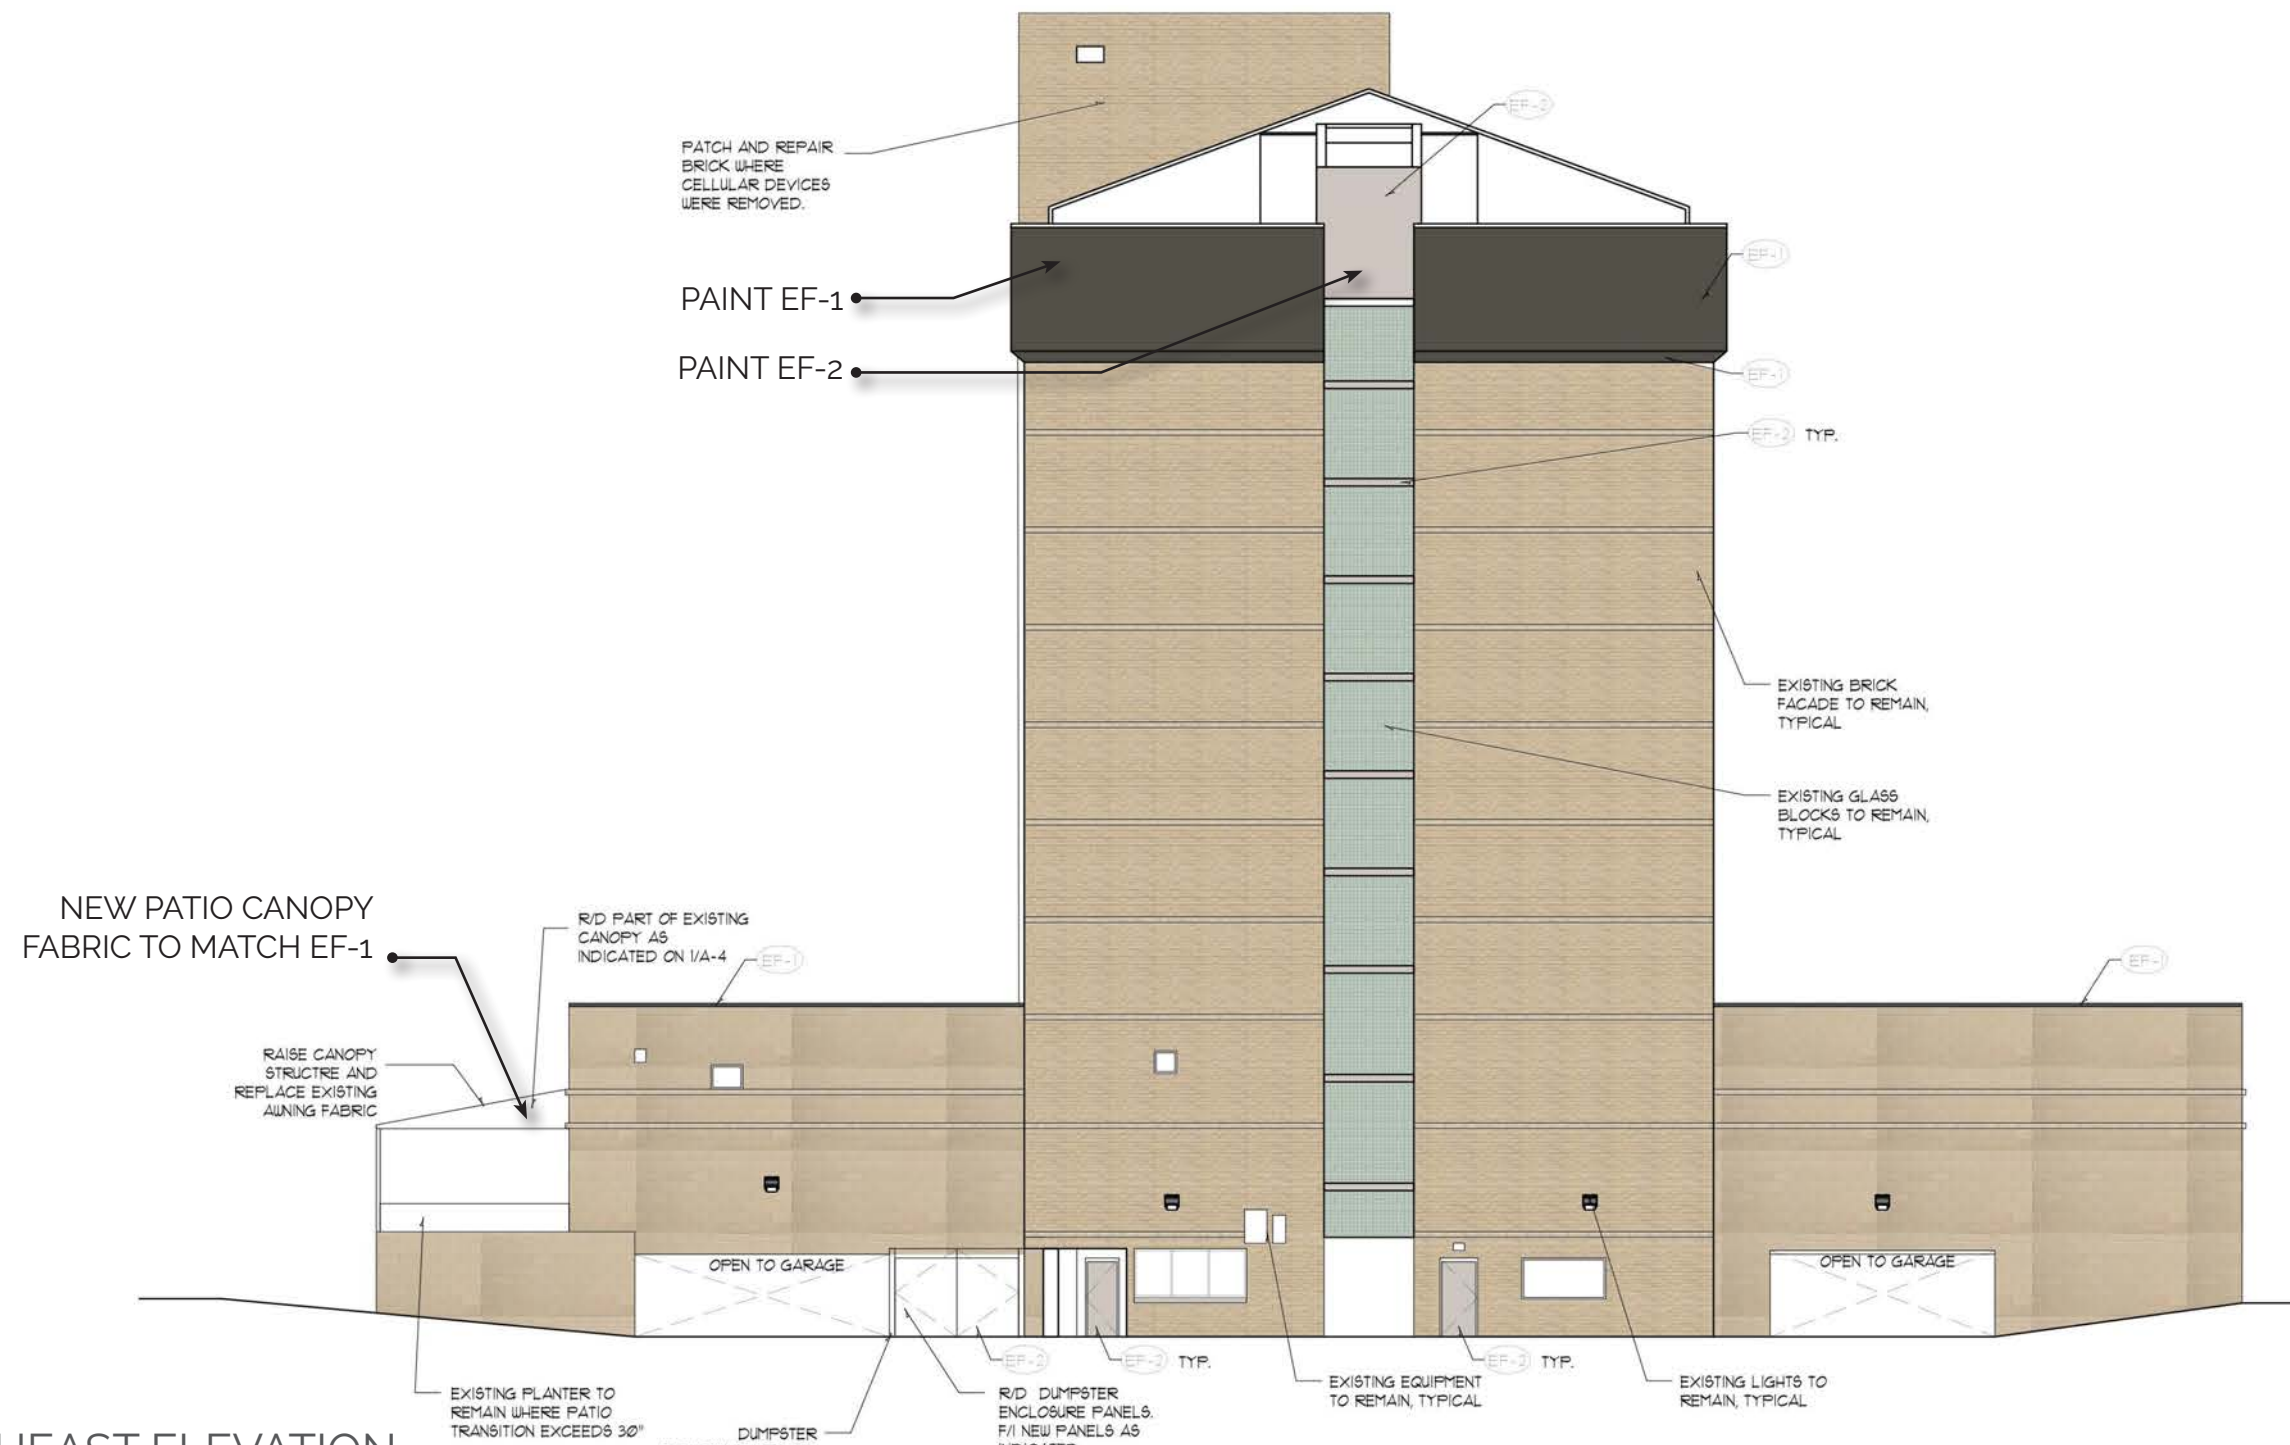 EF-2
PATCH AND REPAIR
BRICK WHERE
CELLULAR DEVICES
WERE REMOVED.
EF-1
PAINT EF-1
PAINT EF-2
EF-1
EF-2 TYP.
EXISTING BRICK
FACADE TO REMAIN,
TYPICAL
EXISTING GLASS
BLOCKS TO REMAIN,
TYPICAL
NEW PATIO CANOPY
FABRIC TO MATCH EF-1
R/D PART OF EXISTING
CANOPY AS
INDICATED ON 1/A-4
EF-1
EF-1
RAISE CANOPY
STRUCTRE AND
REPLACE EXISTING
AWNING FABRIC
OPEN TO GARAGE
OPEN TO GARAGE
EF-2
EF-2 TYP.
EF-2 TYP.
EXISTING PLANTER TO
REMAIN WHERE PATIO
TRANSITION EXCEEDS 30"
DUMPSTER
R/D DUMPSTER
ENCLOSURE PANELS.
F/I NEW PANELS AS
EXISTING EQUIPMENT
TO REMAIN, TYPICAL
EXISTING LIGHTS TO
REMAIN, TYPICAL
ELEVATION